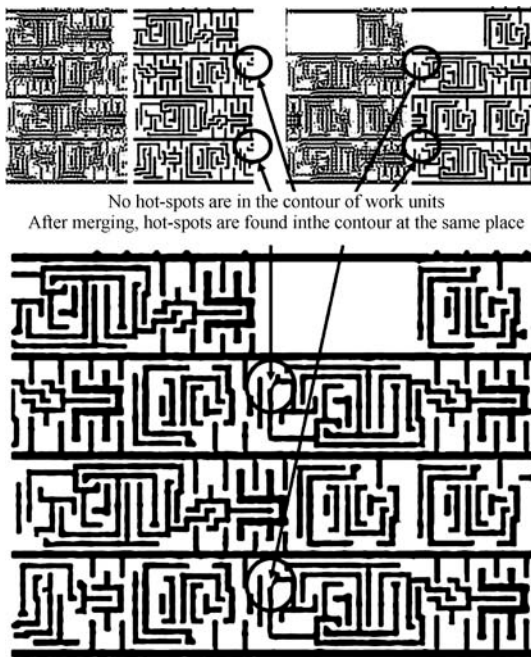 No hot-spots are in the contour of work units
After merging, hot-spots are found inthe contour at the same place